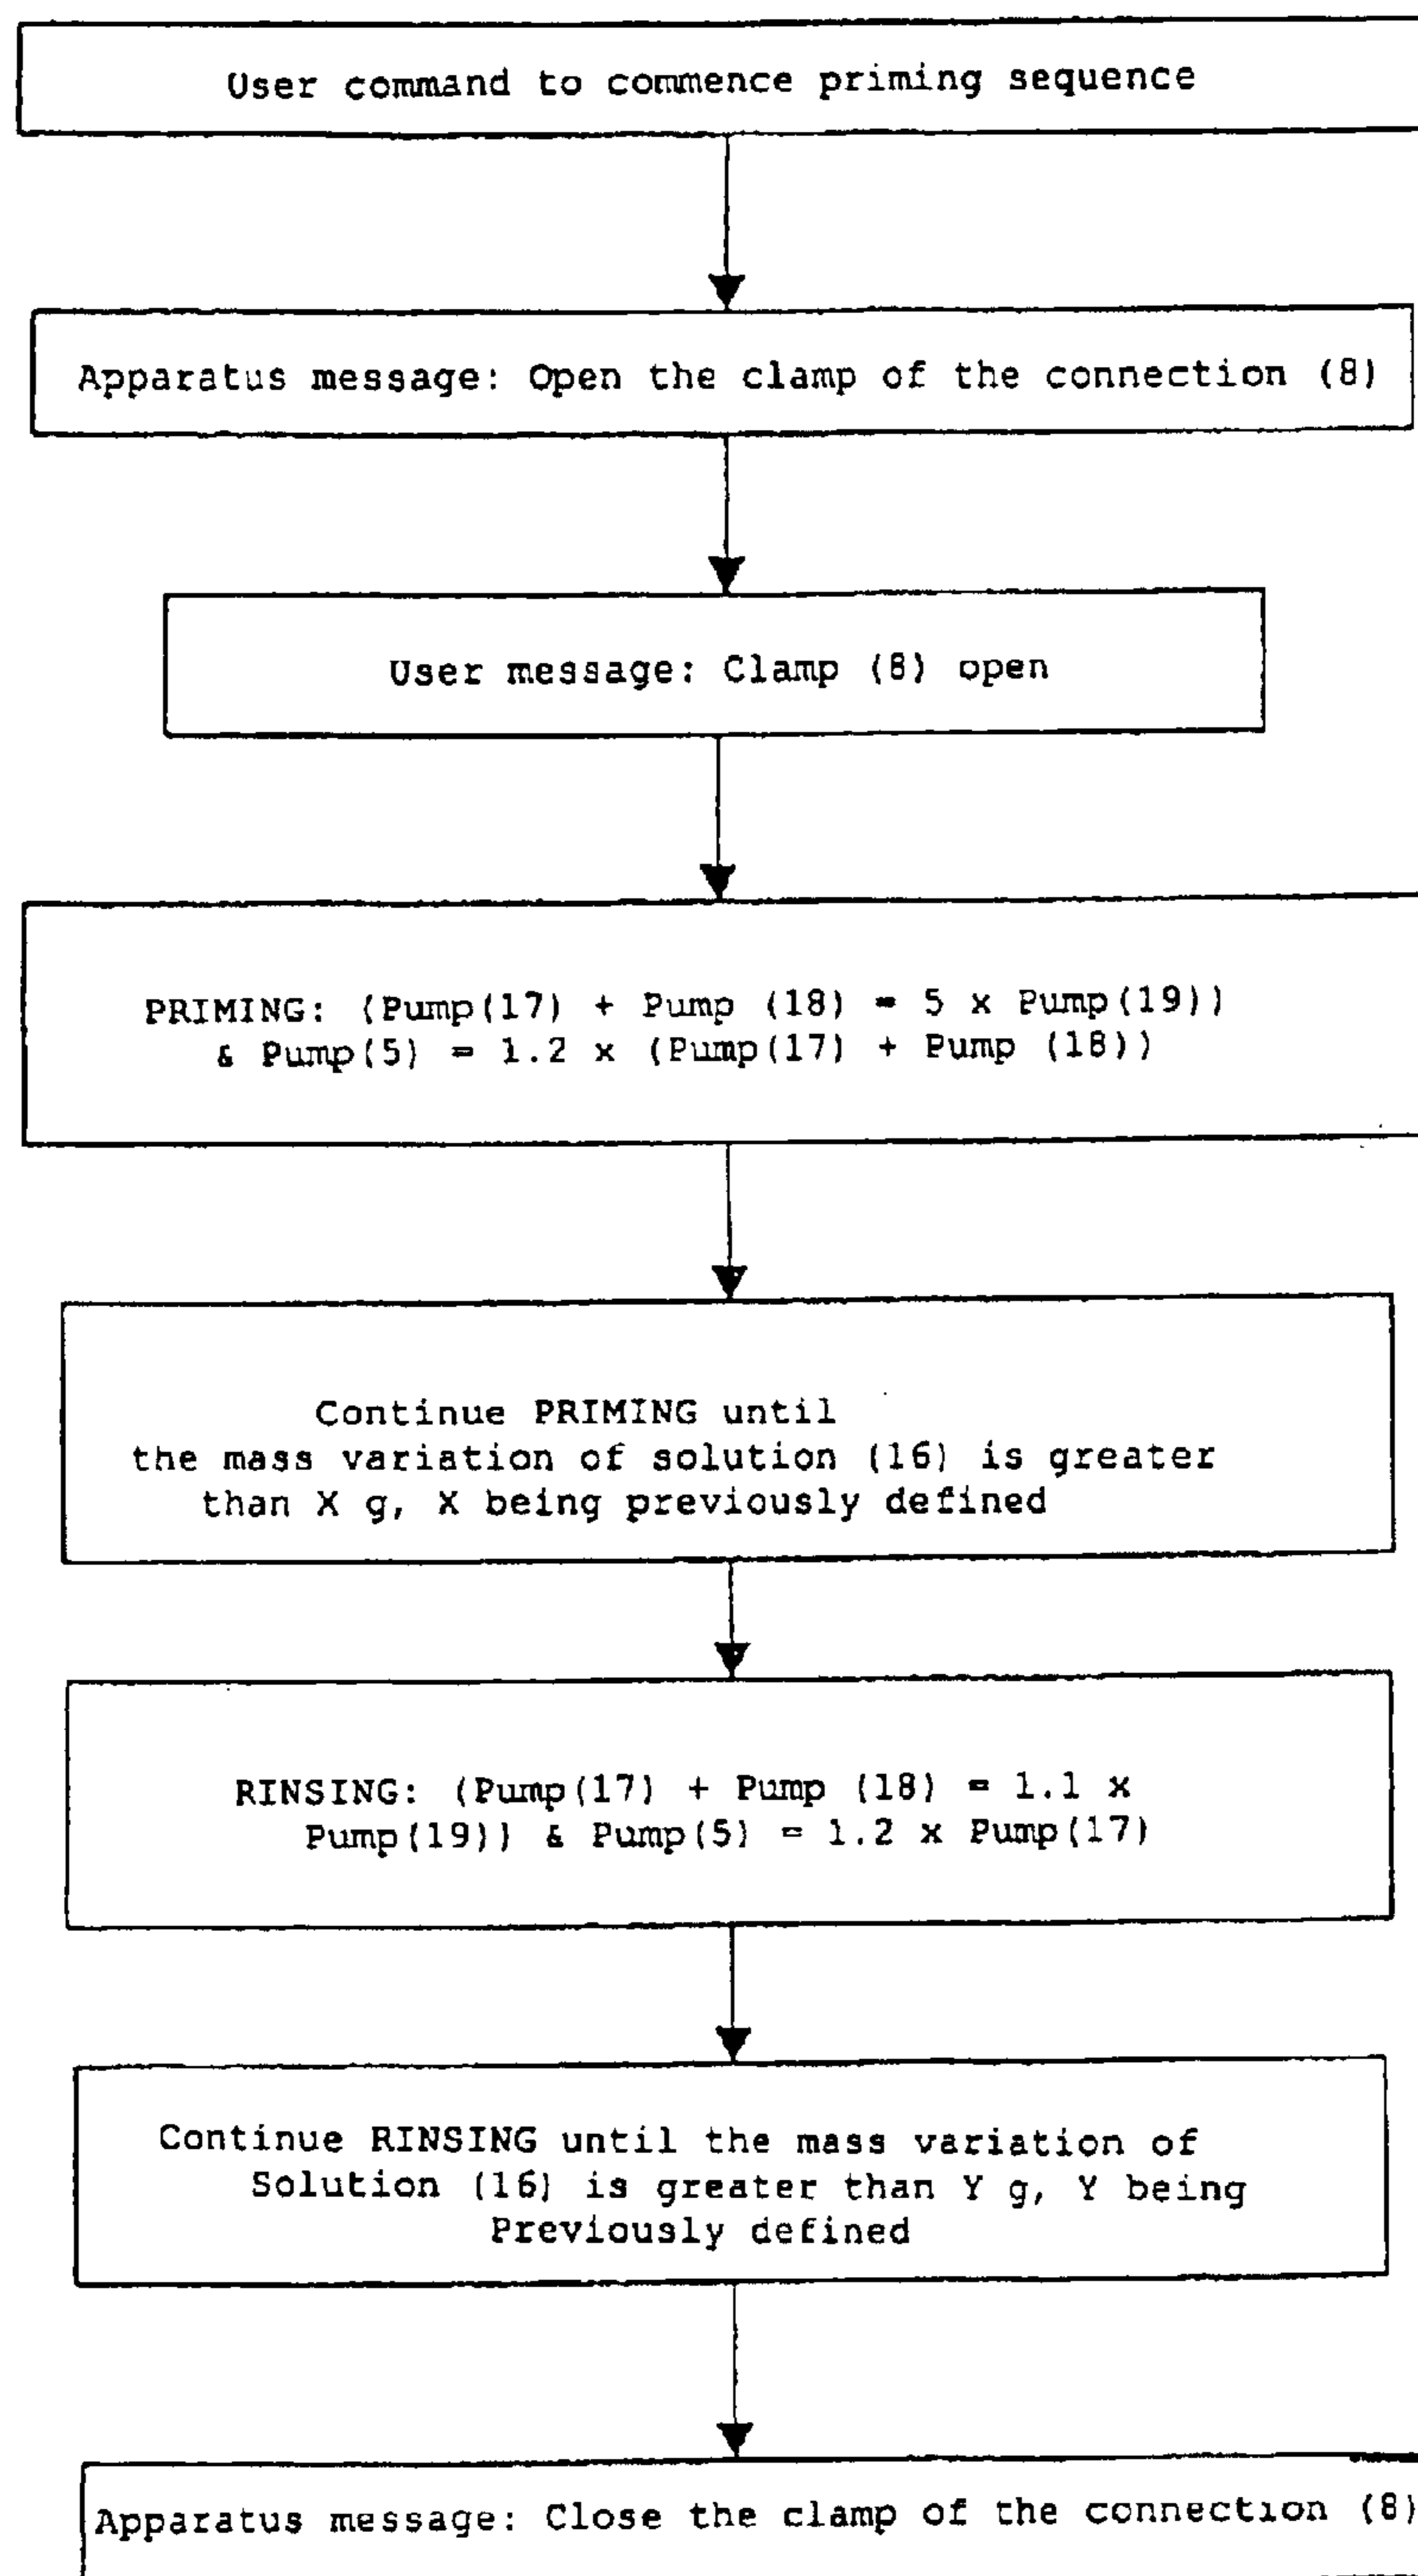 User command to commence priming sequence
Apparatus message: Open the clamp of the connection (8)
User message: Clamp (8) open
PRIMING: (Pump(17) + Pump (18) = 5 x Pump(19))
& Pump(5) = 1.2 x (Pump(17) + Pump (18))
Continue PRIMING until
the mass variation of solution (16) is greater
than X g, X being previously defined
RINSING: (Pump(17) + Pump (18) = 1.1 x
Pump(19)) & Pump(5) = 1.2 x Pump(17)
Continue RINSING until the mass variation of
Solution (16) is greater than Y g, Y being
Previously defined
Apparatus message: Close the clamp of the connection (8)